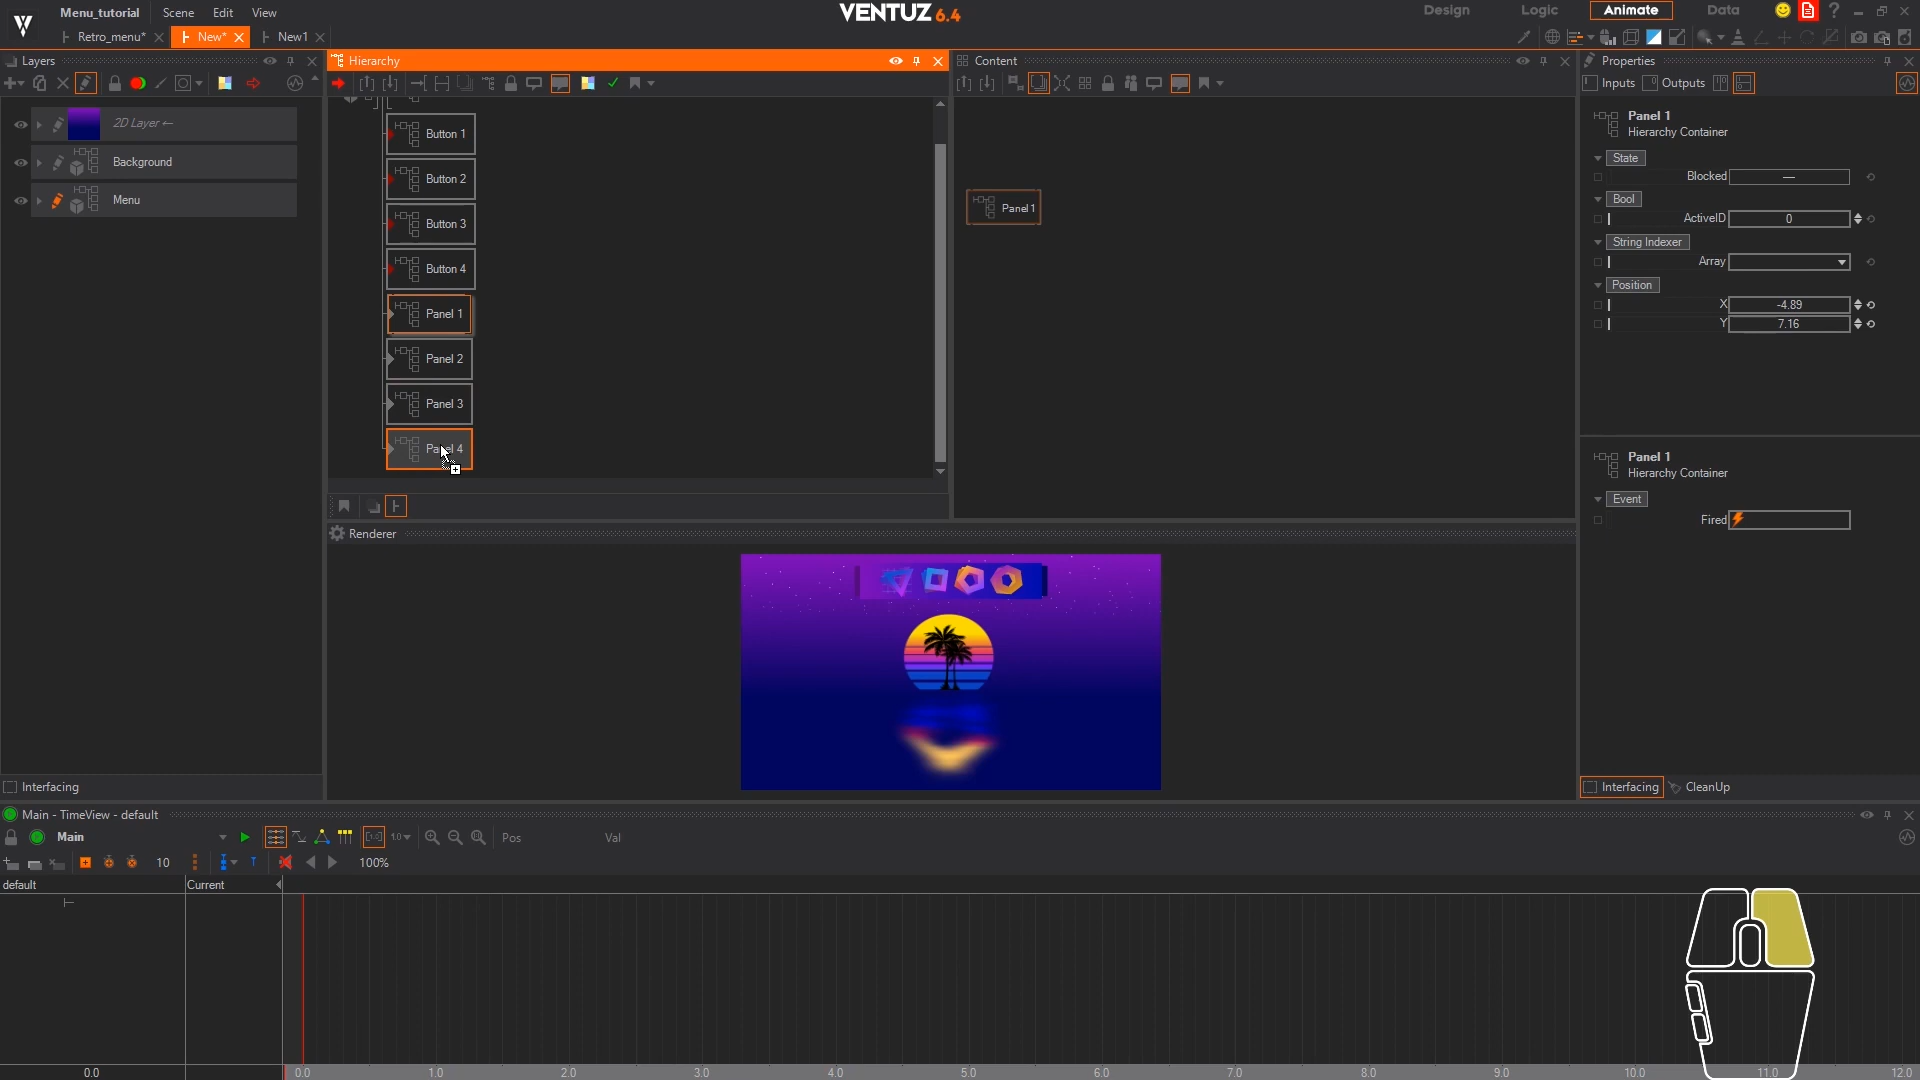 Menu_tutorial Scene Edit View
VENTUZ 6.4
Design Logic Animate Data
Retro_menu* New* New1
Layers
Hierarchy
Content
Properties
Inputs Outputs
2D Layer ←
Background
Menu
Button 1
Button 2
Button 3
Button 4
Panel 1
Panel 2
Panel 3
Panel 4
Panel 1
Panel 1
Hierarchy Container
State
Blocked —
Bool
ActiveID 0
String Indexer
Array
Position
X -4.89
Y 7.16
Panel 1
Hierarchy Container
Event
Fired
Renderer
Interfacing
Interfacing CleanUp
Main - TimeView - default
Main 1.0 Pos Val
10 100%
default Current
0.0 0.0 1.0 2.0 3.0 4.0 5.0 6.0 7.0 8.0 9.0 10.0 11.0 12.0